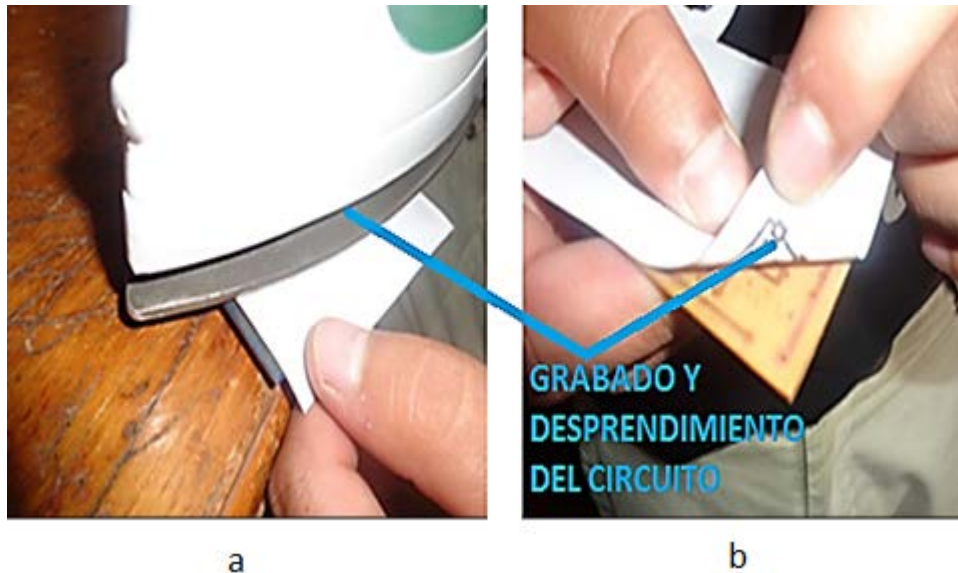 GRABADO Y
DESPRENDIMIENTO
DEL CIRCUITO
a
b